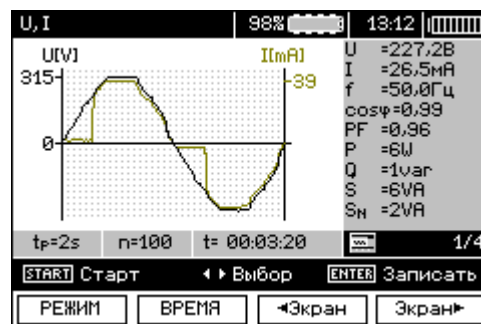 U,I 98% 13:12
U[V] I[mA]
315 39
0
U =227,2В
I =26,5мА
f =50,0Гц
cosφ=0,99
PF =0,96
P =6W
Q =1var
S =6VA
SN =2VA
tP=2s n=100 t= 00:03:20 1/4
START Старт Выбор ENTER Записать
РЕЖИМ ВРЕМЯ Экран Экран